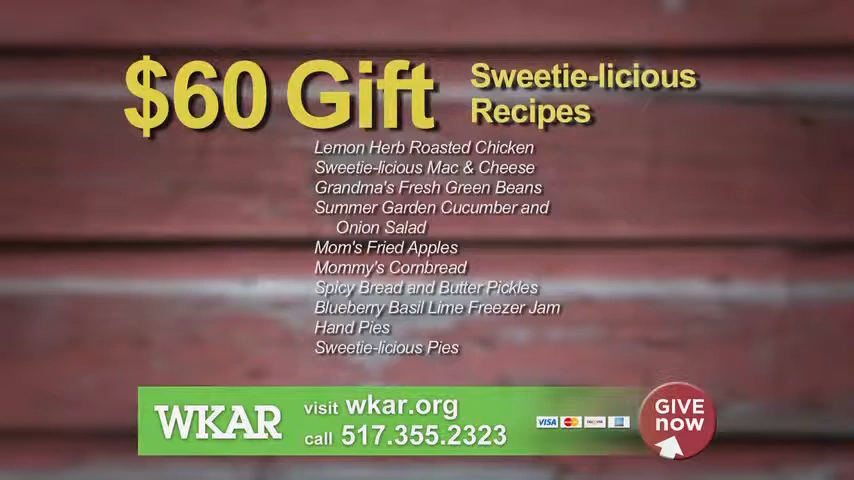 $60 Gift
Sweetie-licious
Recipes
Lemon Herb Roasted Chicken
Sweetie-licious Mac & Cheese
Grandma's Fresh Green Beans
Summer Garden Cucumber and
Onion Salad
Mom's Fried Apples
Mommy's Cornbread
Spicy Bread and Butter Pickles
Blueberry Basil Lime Freezer Jam
Hand Pies
Sweetie-licious Pies
WKAR
visit wkar.org
call 517.355.2323
VISA
GIVE
now